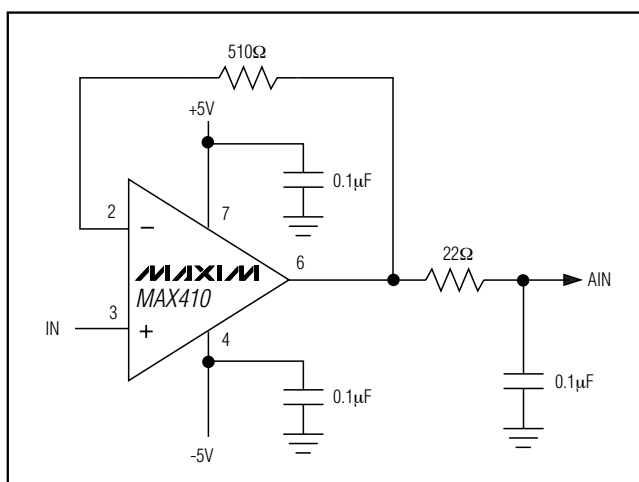 510Ω
+5V
0.1µF
7
2
−
MAXIM
MAX410
6
22Ω
AIN
IN
3
+
4
0.1µF
0.1µF
-5V